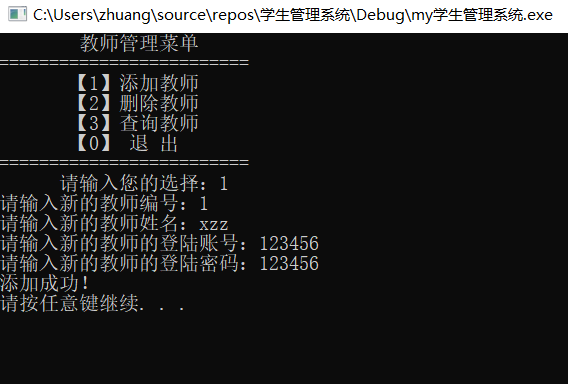 C:\Users\zhuang\source\repos\学生管理系统\Debug\my学生管理系统.exe
教师管理菜单
=========================
【1】添加教师
【2】删除教师
【3】查询教师
【0】 退 出
=========================
请输入您的选择：1
请输入新的教师编号：1
请输入新的教师姓名：xzz
请输入新的教师的登陆账号：123456
请输入新的教师的登陆密码：123456
添加成功！
请按任意键继续. . .